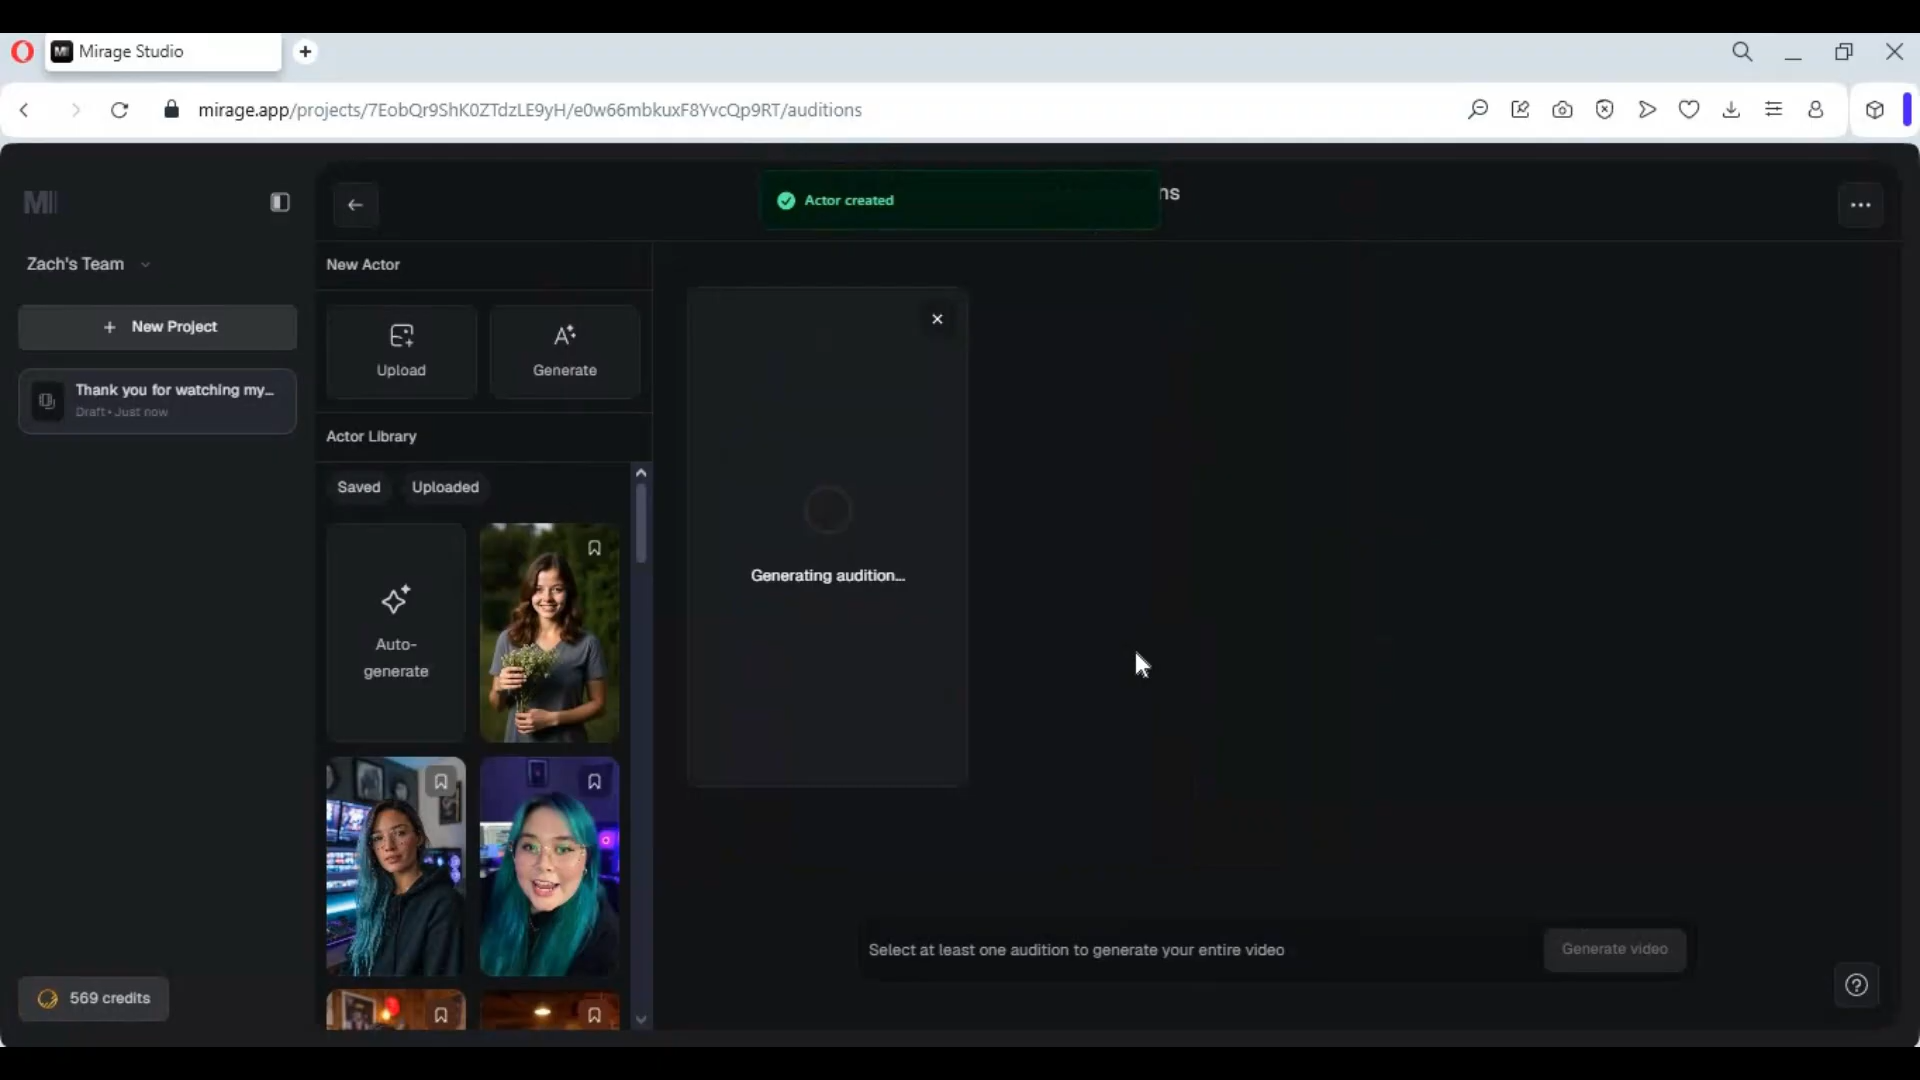 Mirage Studio
mirage.app/projects/7EobQr9ShK0ZTdzLE9yH/e0w66mbkuxF8YvcQp9RT/auditions
Actor created
ns
Zach's Team
New Actor
New Project
Upload
Generate
Thank you for watching my...
Draft • Just now
Actor Library
Saved
Uploaded
Auto-
generate
Generating audition...
Select at least one audition to generate your entire video
Generate video
569 credits